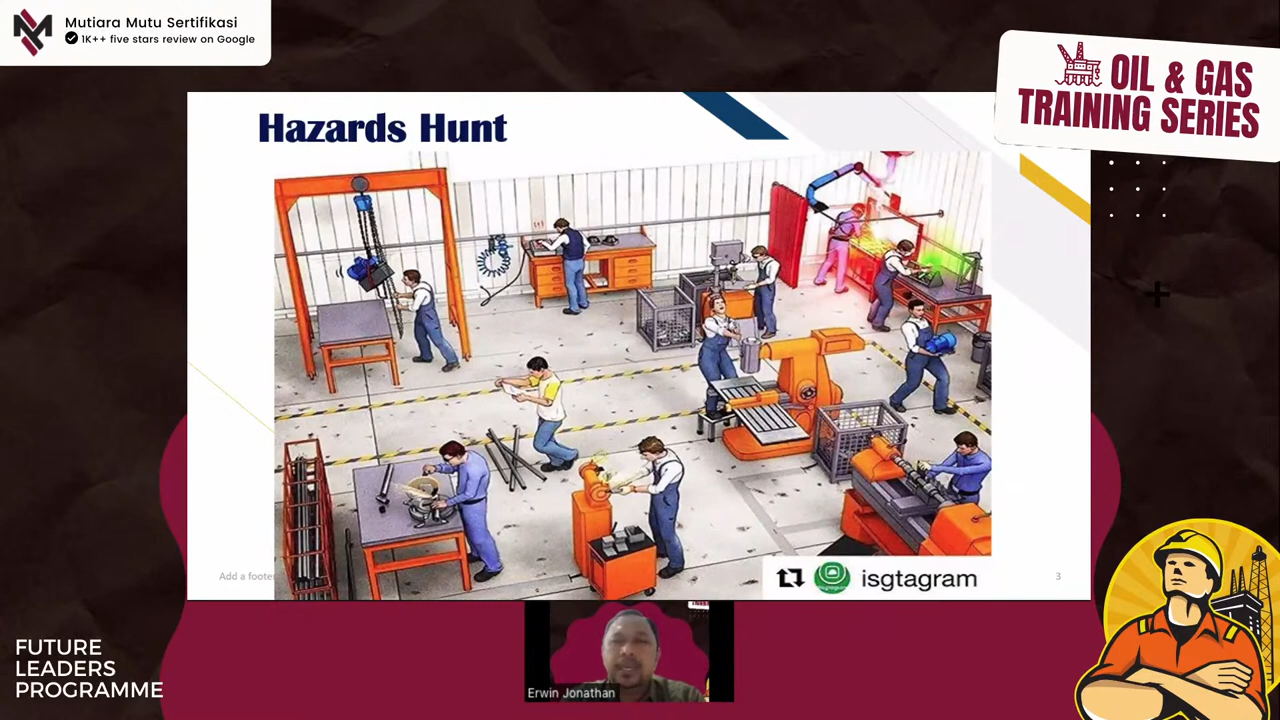 Mutiara Mutu Sertifikasi
1K++ five stars review on Google
OIL & GAS
TRAINING SERIES
Hazards Hunt
isgtagram
Add a footer
3
Erwin Jonathan
FUTURE
LEADERS
PROGRAMME